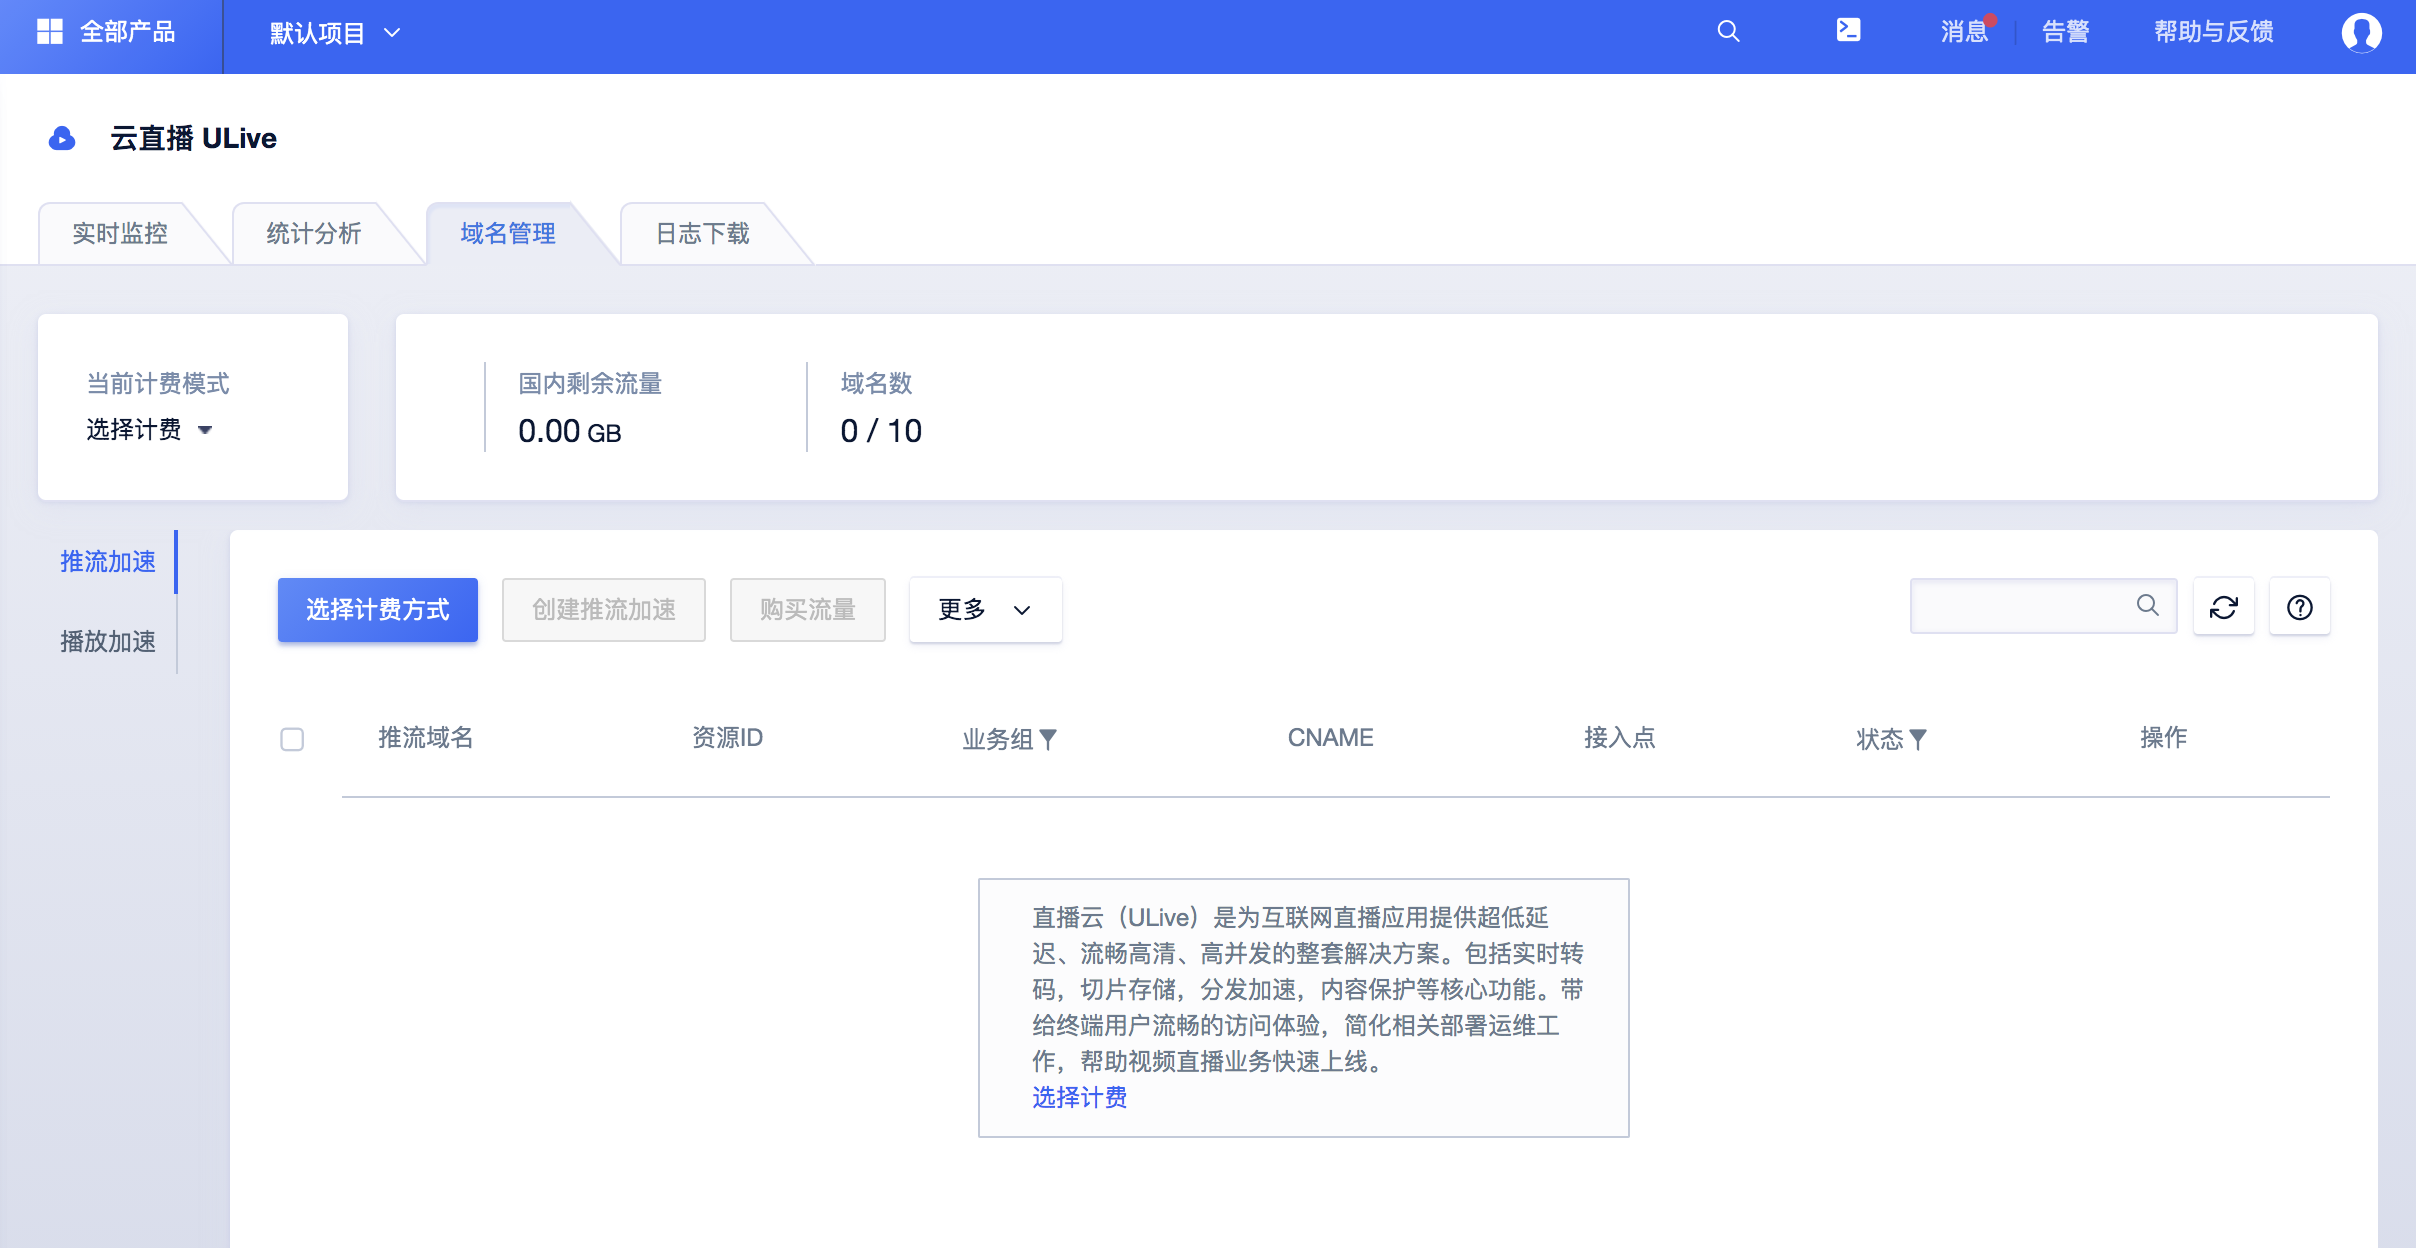 全部产品
默认项目
消息
告警
帮助与反馈
云直播 ULive
实时监控
统计分析
域名管理
日志下载
当前计费模式
选择计费
国内剩余流量
0.00 GB
域名数
0 / 10
推流加速
播放加速
选择计费方式
创建推流加速
购买流量
更多
推流域名
资源ID
业务组
CNAME
接入点
状态
操作
直播云（ULive）是为互联网直播应用提供超低延
迟、流畅高清、高并发的整套解决方案。包括实时转
码，切片存储，分发加速，内容保护等核心功能。带
给终端用户流畅的访问体验，简化相关部署运维工
作，帮助视频直播业务快速上线。
选择计费